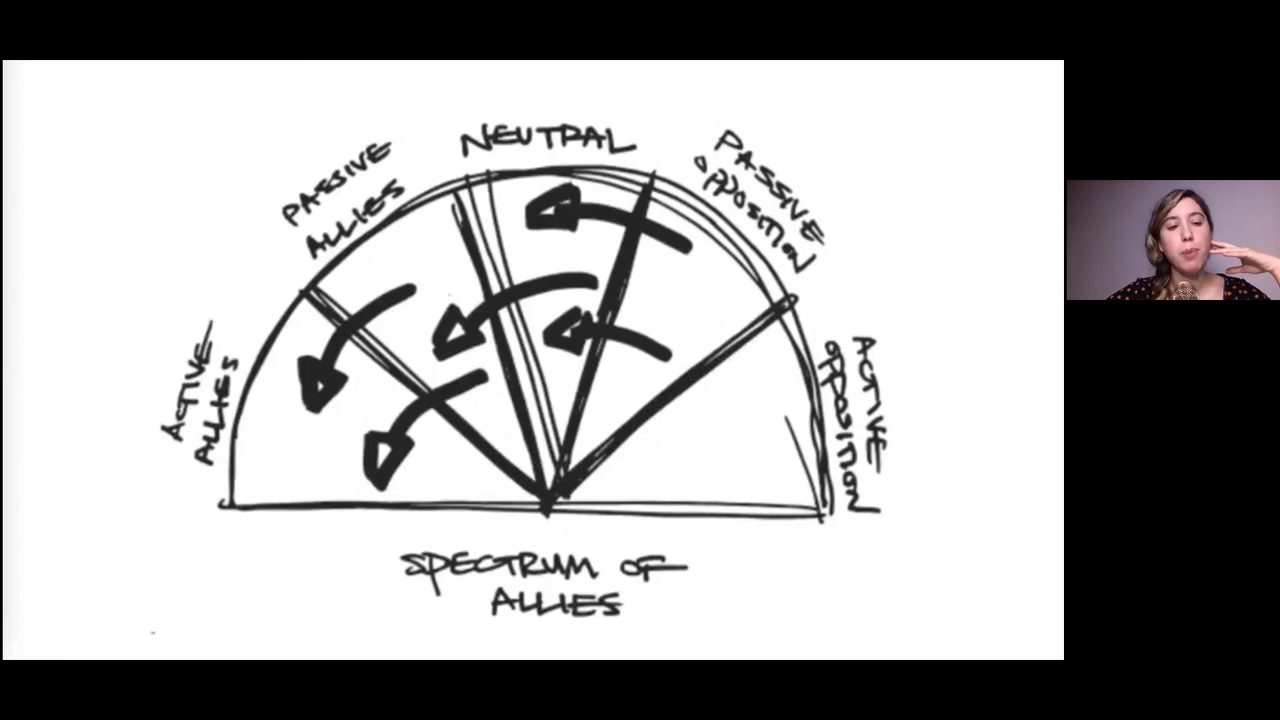 NEUTRAL
PASSIVE
ALLIES
PASSIVE
OPPOSITION
ACTIVE
ALLIES
ACTIVE
OPPOSITION
SPECTRUM OF
ALLIES